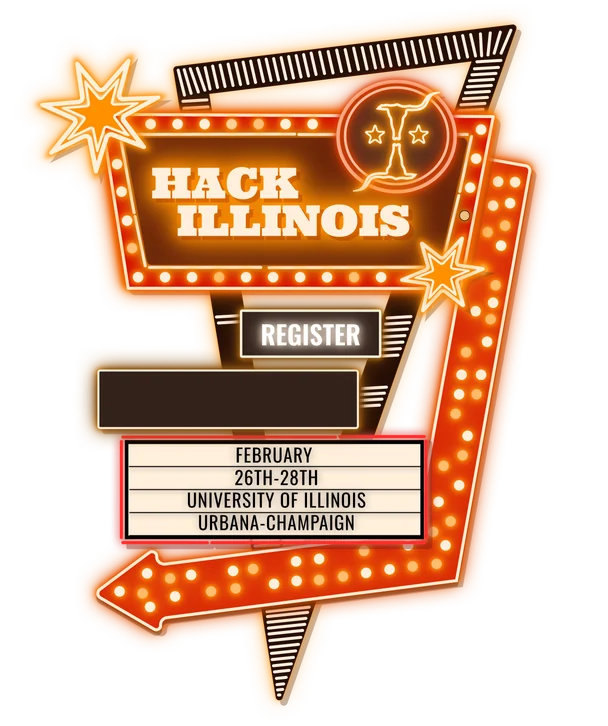 HACK
ILLINOIS
REGISTER
FEBRUARY
26TH-28TH
UNIVERSITY OF ILLINOIS
URBANA-CHAMPAIGN